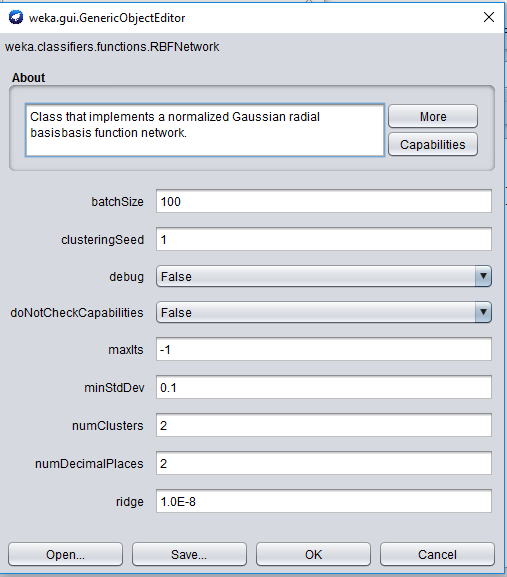 weka.gui.GenericObjectEditor
weka.classifiers.functions.RBFNetwork
About
Class that implements a normalized Gaussian radial
basisbasis function network.
More
Capabilities
batchSize 100
clusteringSeed 1
debug False
doNotCheckCapabilities False
maxIts -1
minStdDev 0.1
numClusters 2
numDecimalPlaces 2
ridge 1.0E-8
Open... Save... OK Cancel